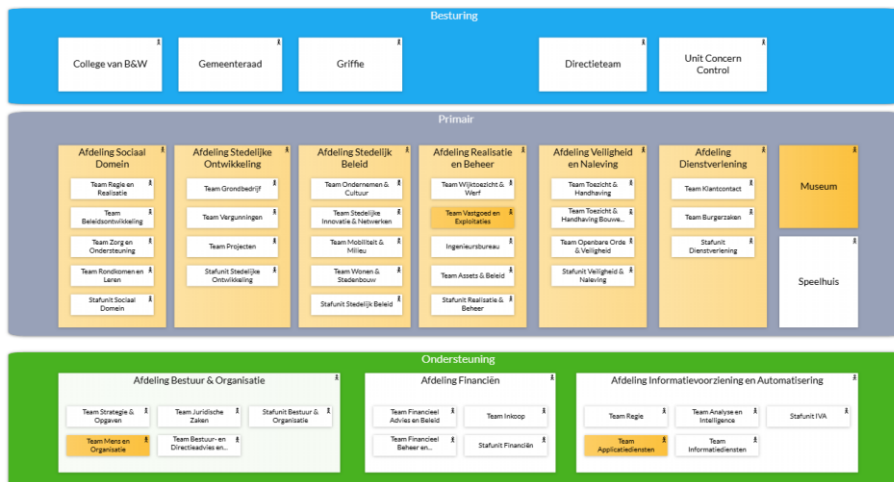 Besturing
College van B&W
Gemeenteraad
Griffie
Directieteam
Unit Concern
Control
Primair
Afdeling Sociaal
Domein
Team Regie en
Realisatie
Team
Beleidsontwikkeling
Team Zorg en
Ondersteuning
Team Rondkomen en
Leren
Stafunit Sociaal
Domein
Afdeling Stedelijke
Ontwikkeling
Team Grondbedrijf
Team Vergunningen
Team Projecten
Stafunit Stedelijke
Ontwikkeling
Afdeling Stedelijk
Beleid
Team Ondernemen &
Cultuur
Team Stedelijke
Innovatie & Netwerken
Team Mobiliteit &
Milieu
Team Wonen &
Stedenbouw
Stafunit Stedelijk Beleid
Afdeling Realisatie
en Beheer
Team Wijktoezicht &
Werf
Team Vastgoed en
Exploitaties
Ingenieursbureau
Team Assets & Beleid
Stafunit Realisatie &
Beheer
Afdeling Veiligheid
en Naleving
Team Toezicht &
Handhaving
Team Toezicht &
Handhaving Bouwe...
Team Openbare Orde
& Veiligheid
Stafunit Veiligheid &
Naleving
Afdeling
Dienstverlening
Team Klantcontact
Team Burgerzaken
Stafunit
Dienstverlening
Museum
Speelhuis
Ondersteuning
Afdeling Bestuur & Organisatie
Team Strategie &
Opgaven
Team Juridische
Zaken
Stafunit Bestuur &
Organisatie
Team Mens en
Organisatie
Team Bestuur- en
Directieadvies en...
Afdeling Financiën
Team Financieel
Advies en Beleid
Team Inkoop
Team Financieel
Beheer en...
Stafunit Financiën
Afdeling Informatievoorziening en Automatisering
Team Regie
Team Analyse en
Intelligence
Stafunit IVA
Team
Applicatiediensten
Team
Informatiediensten